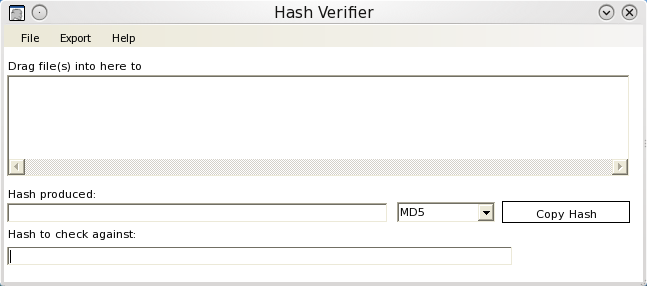 Hash Verifier
File Export Help
Drag file(s) into here to
Hash produced:
MD5 Copy Hash
Hash to check against: